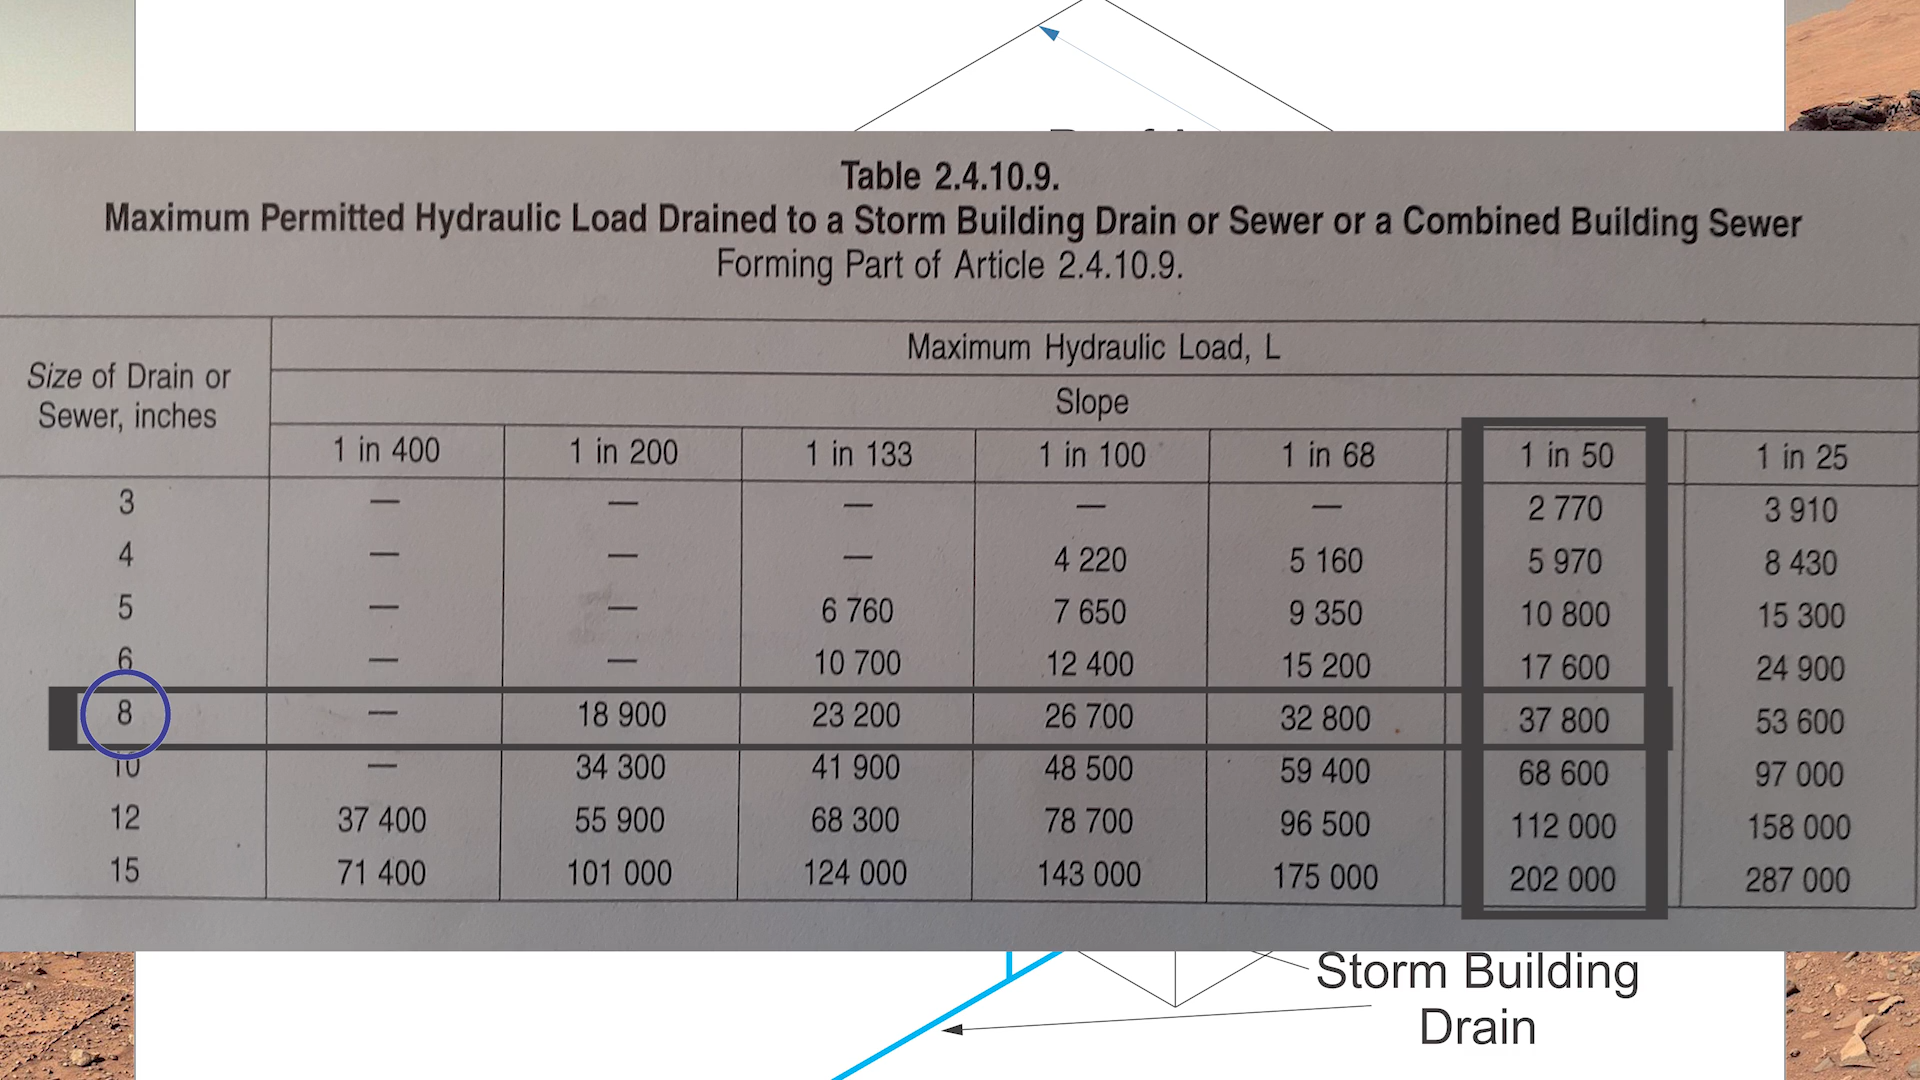 Table 2.4.10.9.
Maximum Permitted Hydraulic Load Drained to a Storm Building Drain or Sewer or a Combined Building Sewer
Forming Part of Article 2.4.10.9.
Size of Drain or
Sewer, inches
Maximum Hydraulic Load, L
Slope
1 in 400 1 in 200 1 in 133 1 in 100 1 in 68 1 in 50 1 in 25
3 — — — — — 2 770 3 910
4 — — — 4 220 5 160 5 970 8 430
5 — — 6 760 7 650 9 350 10 800 15 300
6 — — 10 700 12 400 15 200 17 600 24 900
8 — 18 900 23 200 26 700 32 800 37 800 53 600
10 — 34 300 41 900 48 500 59 400 68 600 97 000
12 37 400 55 900 68 300 78 700 96 500 112 000 158 000
15 71 400 101 000 124 000 143 000 175 000 202 000 287 000
Storm Building
Drain